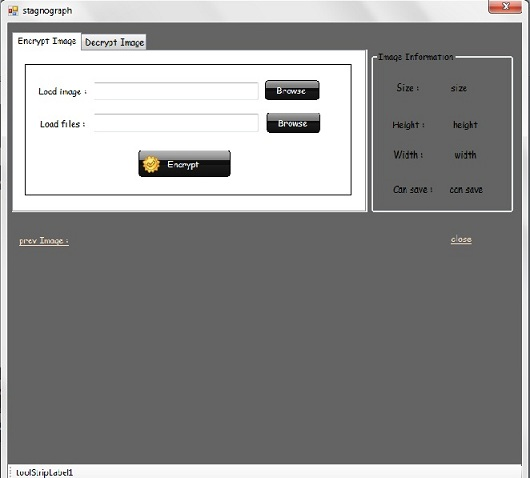 stagnograph
Encrypt Image Decrypt Image
Load image : Browse
Load files : Browse
Encrypt
Image Information
Size : size
Height : height
Width : width
Can save : can save
prev Image : close
toolStripLabel1